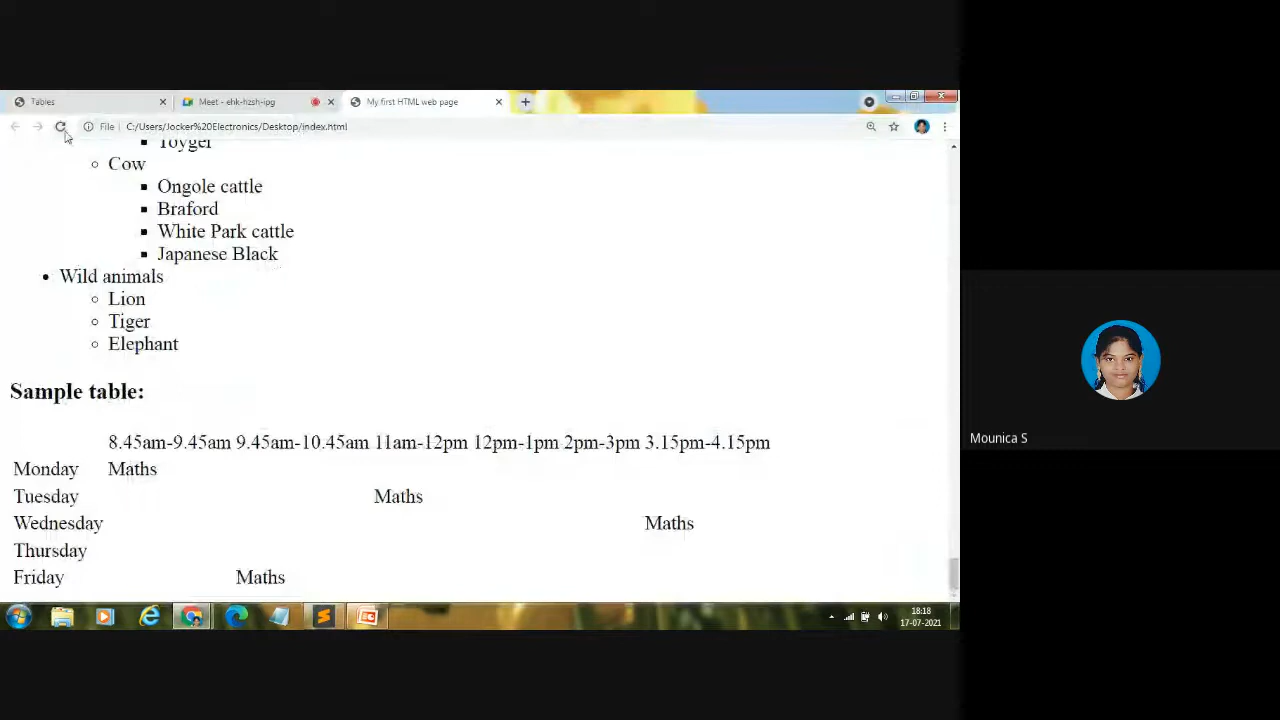 Tables
Meet - ehk-hzsh-ipg
My first HTML web page
File
C:/Users/Jocker%20Electronics/Desktop/index.html
Toyger
Cow
Ongole cattle
Braford
White Park cattle
Japanese Black
Wild animals
Lion
Tiger
Elephant
Sample table:
8.45am-9.45am 9.45am-10.45am 11am-12pm 12pm-1pm 2pm-3pm 3.15pm-4.15pm
Monday Maths
Tuesday Maths
Wednesday Maths
Thursday
Friday Maths
Mounica S
18:18
17-07-2021